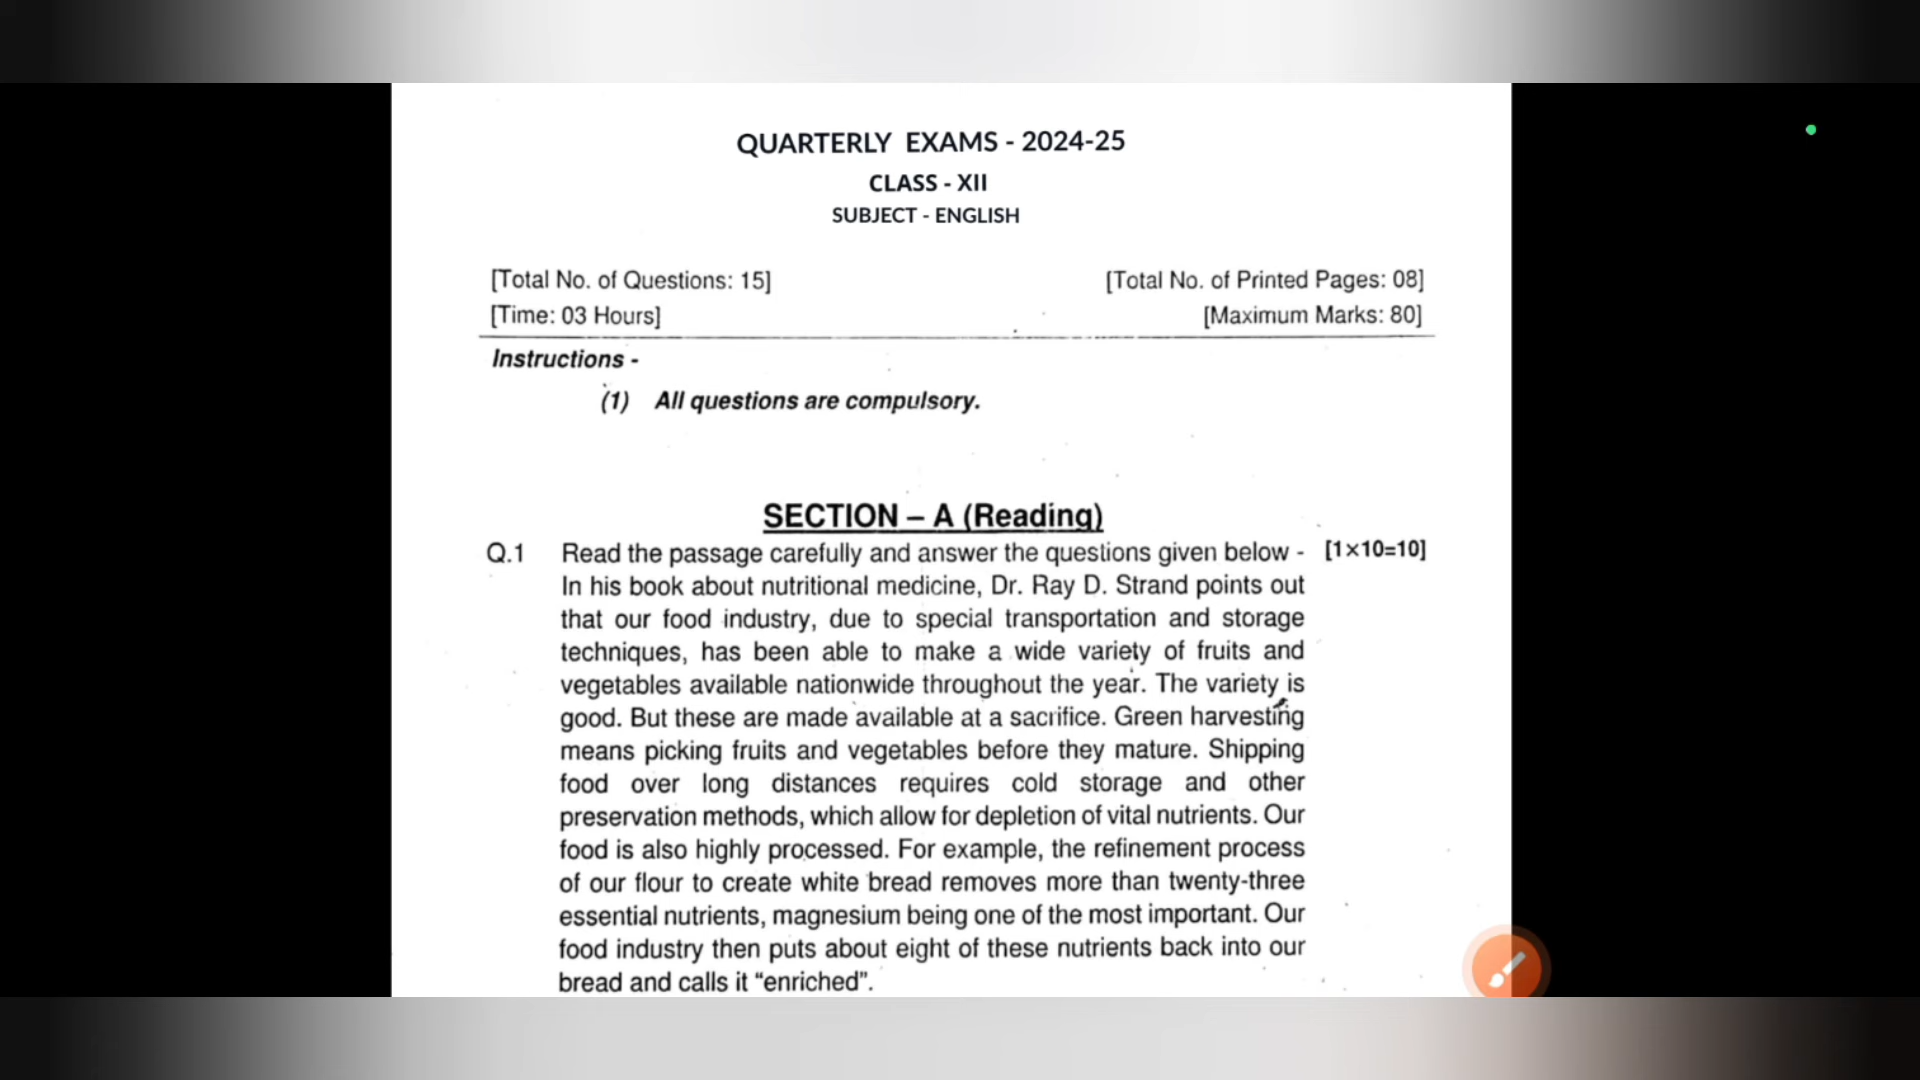 QUARTERLY EXAMS - 2024-25
CLASS - XII
SUBJECT - ENGLISH
[Total No. of Questions: 15] [Total No. of Printed Pages: 08]
[Time: 03 Hours] [Maximum Marks: 80]
Instructions -
(1) All questions are compulsory.
SECTION – A (Reading)
Q.1 Read the passage carefully and answer the questions given below - [1×10=10]
In his book about nutritional medicine, Dr. Ray D. Strand points out
that our food industry, due to special transportation and storage
techniques, has been able to make a wide variety of fruits and
vegetables available nationwide throughout the year. The variety is
good. But these are made available at a sacrifice. Green harvesting
means picking fruits and vegetables before they mature. Shipping
food over long distances requires cold storage and other
preservation methods, which allow for depletion of vital nutrients. Our
food is also highly processed. For example, the refinement process
of our flour to create white bread removes more than twenty-three
essential nutrients, magnesium being one of the most important. Our
food industry then puts about eight of these nutrients back into our
bread and calls it “enriched”.